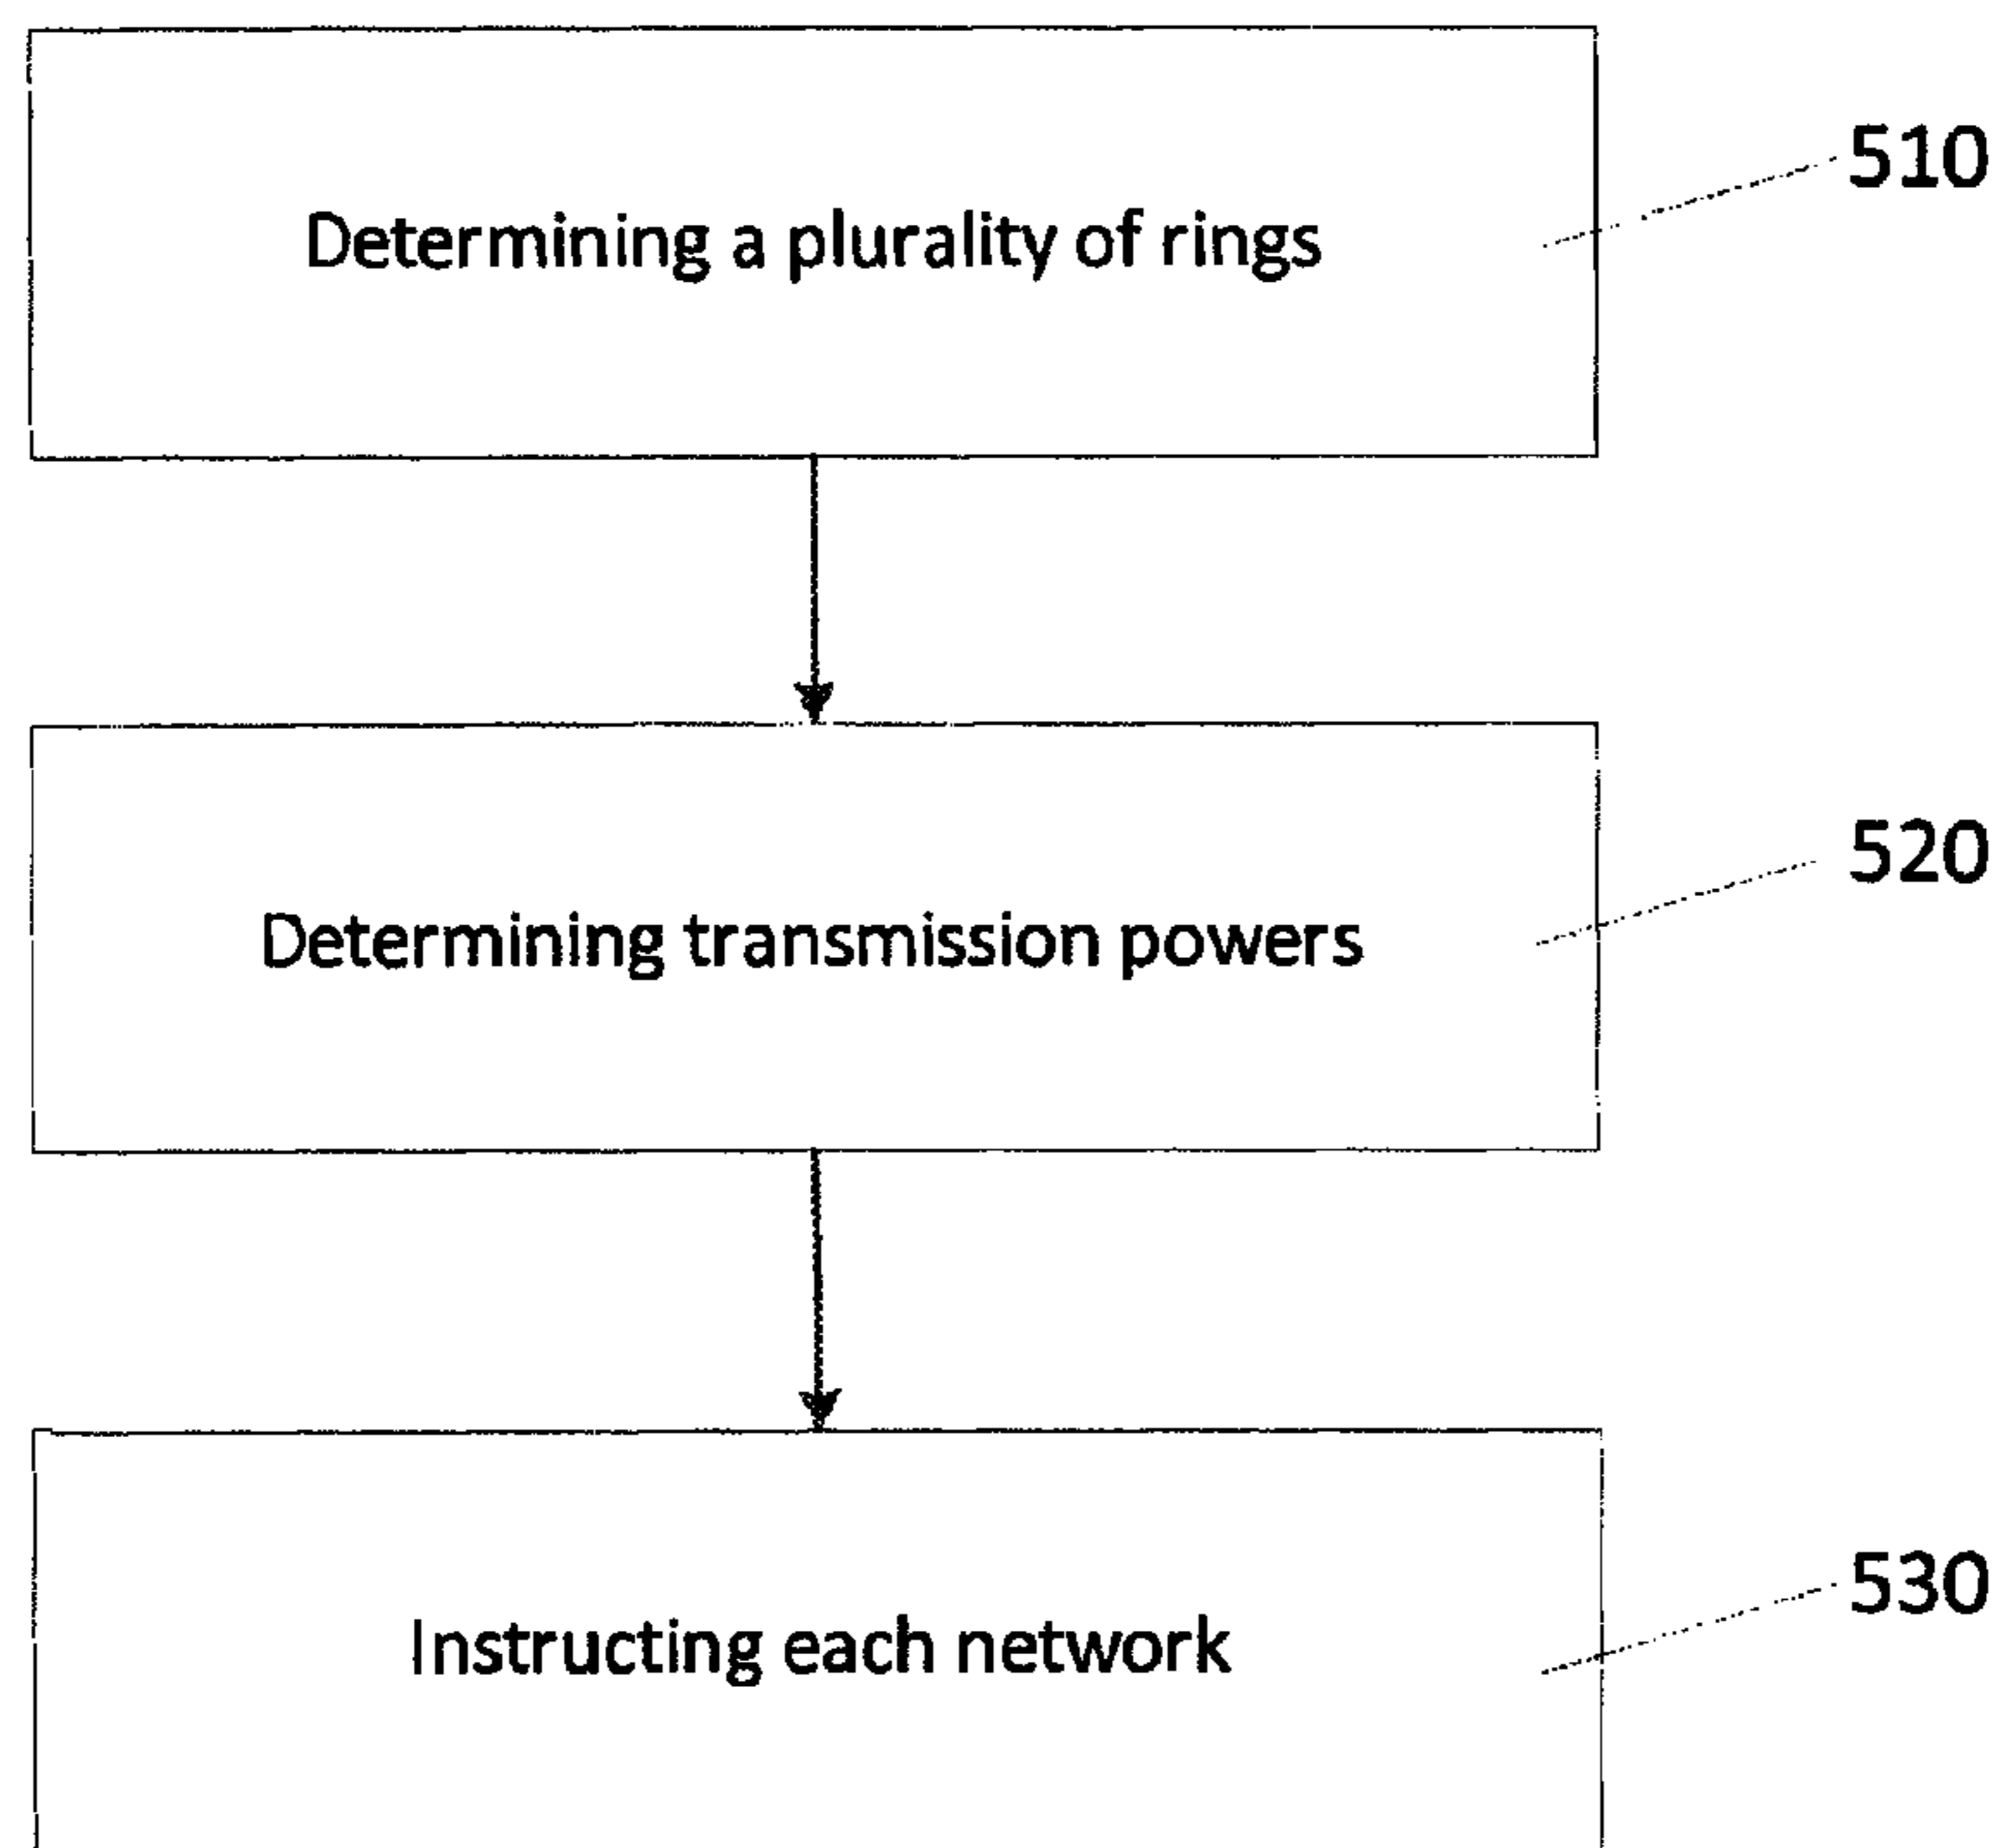 Determining a plurality of rings
510
Determining transmission powers
520
Instructing each network
530